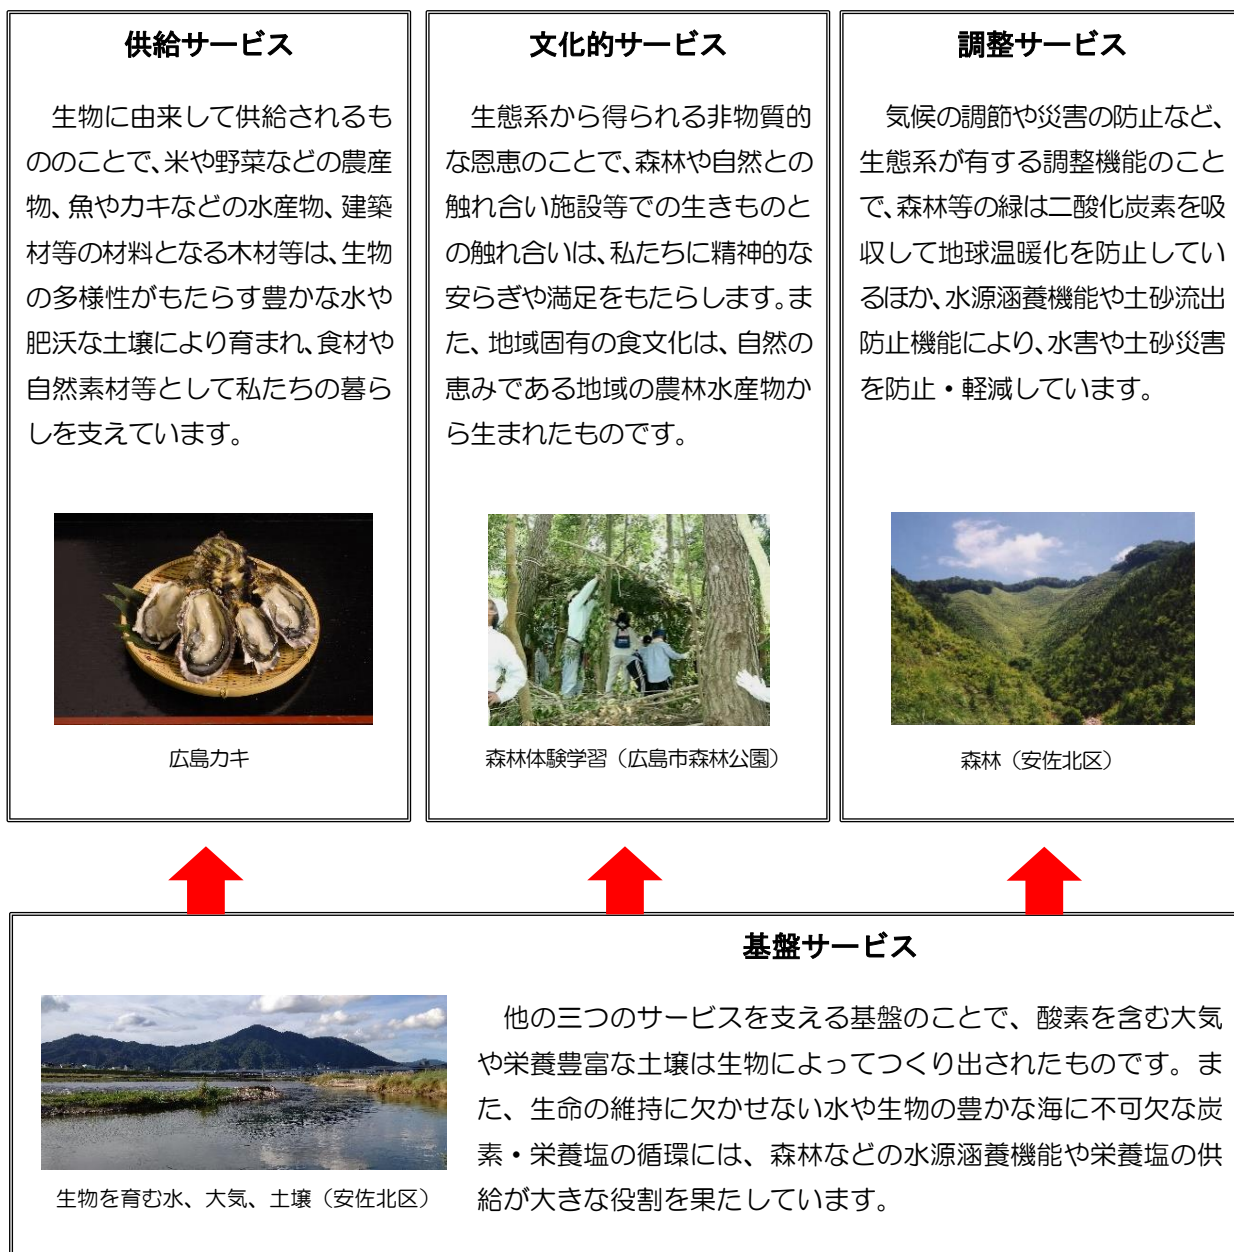 供給サービス
生物に由来して供給されるも
ののことで、米や野菜などの農産
物、魚やカキなどの水産物、建築
材等の材料となる木材等は、生物
の多様性がもたらす豊かな水や
肥沃な土壌により育まれ、食材や
自然素材等として私たちの暮ら
しを支えています。
広島カキ
文化的サービス
生態系から得られる非物質的
な恩恵のことで、森林や自然との
触れ合い施設等での生きものと
の触れ合いは、私たちに精神的な
安らぎや満足をもたらします。ま
た、地域固有の食文化は、自然の
恵みである地域の農林水産物か
ら生まれたものです。
森林体験学習（広島市森林公園）
調整サービス
気候の調節や災害の防止など、
生態系が有する調整機能のこと
で、森林等の緑は二酸化炭素を吸
収して地球温暖化を防止してい
るほか、水源涵養機能や土砂流出
防止機能により、水害や土砂災害
を防止・軽減しています。
森林（安佐北区）
基盤サービス
他の三つのサービスを支える基盤のことで、酸素を含む大気
や栄養豊富な土壌は生物によってつくり出されたものです。ま
た、生命の維持に欠かせない水や生物の豊かな海に不可欠な炭
素・栄養塩の循環には、森林などの水源涵養機能や栄養塩の供
給が大きな役割を果たしています。
生物を育む水、大気、土壌（安佐北区）